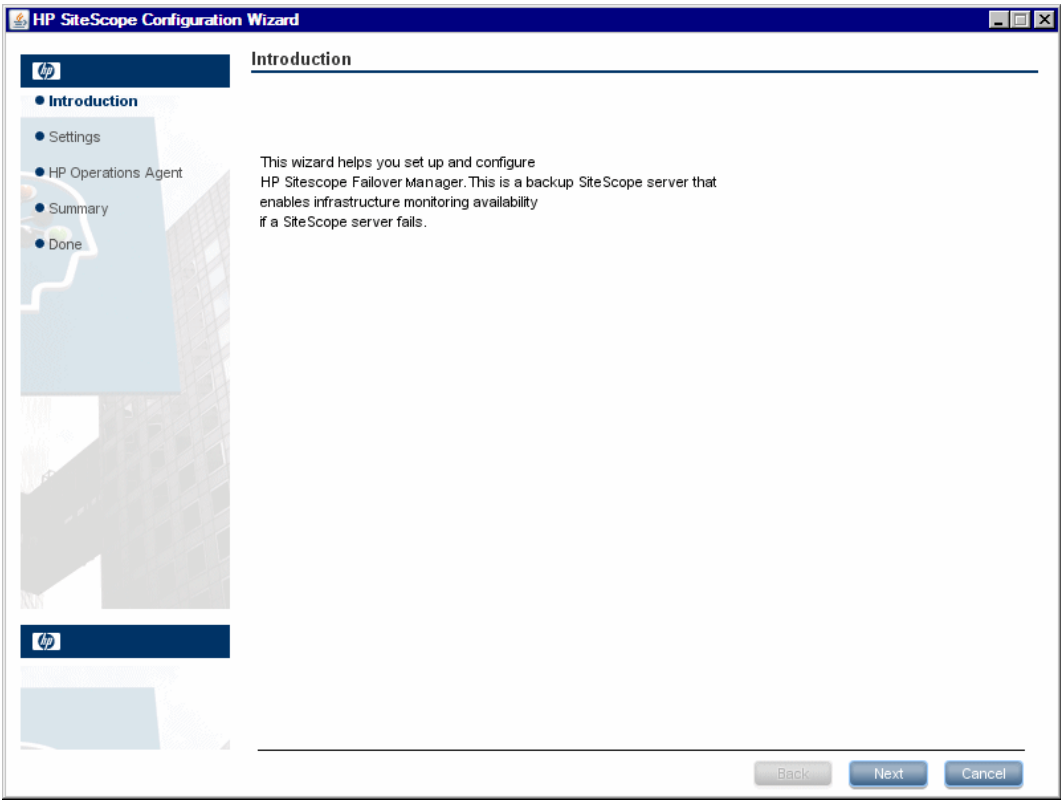 HP SiteScope Configuration Wizard
hp
Introduction
Introduction
Settings
HP Operations Agent
Summary
Done
This wizard helps you set up and configure
HP Sitescope Failover Manager. This is a backup SiteScope server that
enables infrastructure monitoring availability
if a SiteScope server fails.
hp
Back
Next
Cancel